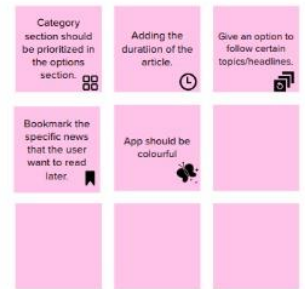 Category
section should
be prioritized in
the options
section.
Adding the
duratiion of the
article.
Give an option to
follow certain
topics/headlines.
Bookmark the
specific news
that the user
want to read
later.
App should be
colourful